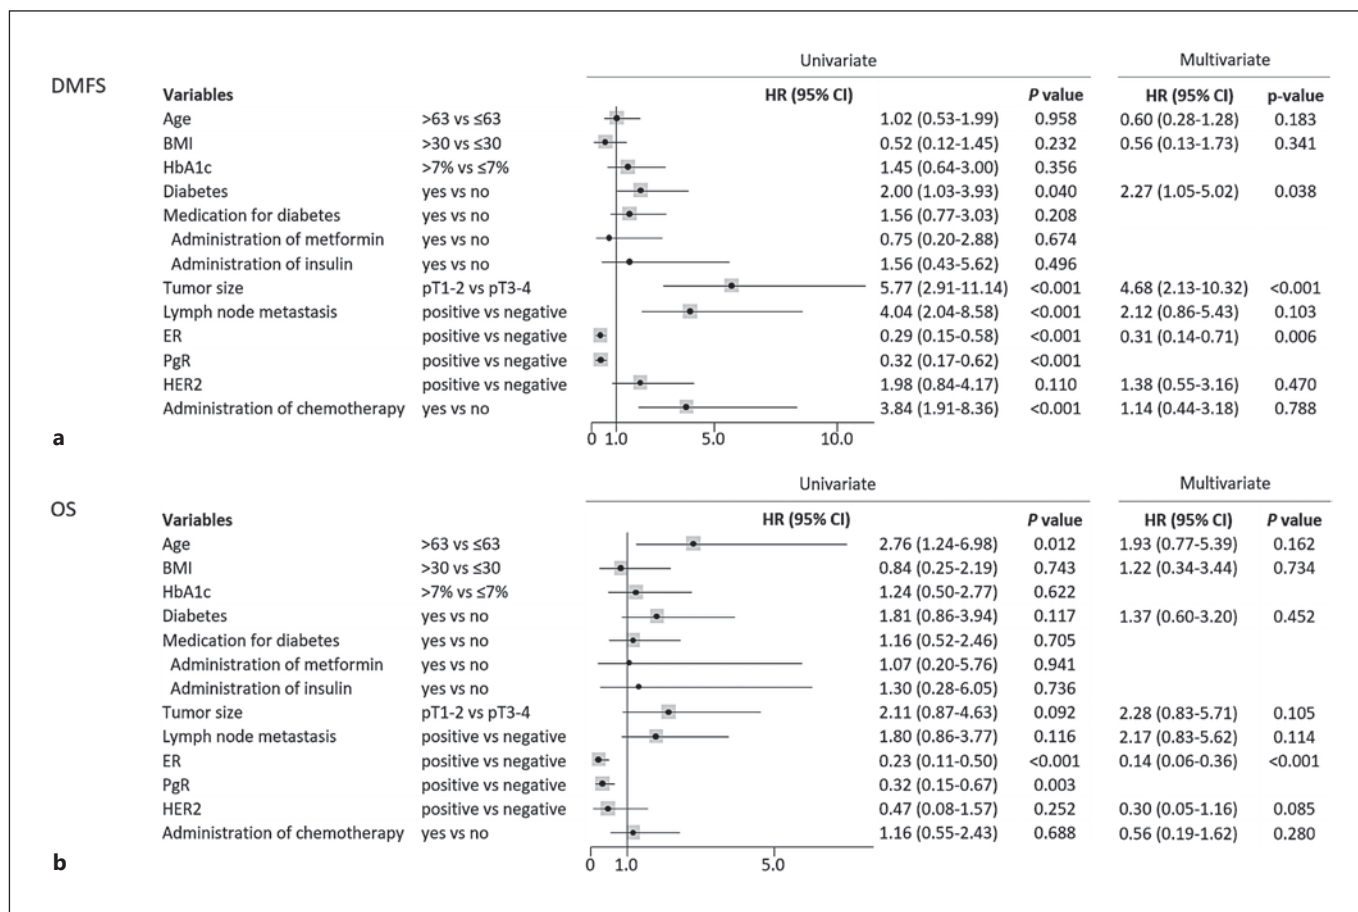 Univariate Multivariate
DMFS
Variables HR (95% CI) P value HR (95% CI) p-value
Age >63 vs ≤63 1.02 (0.53-1.99) 0.958 0.60 (0.28-1.28) 0.183
BMI >30 vs ≤30 0.52 (0.12-1.45) 0.232 0.56 (0.13-1.73) 0.341
HbA1c >7% vs ≤7% 1.45 (0.64-3.00) 0.356
Diabetes yes vs no 2.00 (1.03-3.93) 0.040 2.27 (1.05-5.02) 0.038
Medication for diabetes yes vs no 1.56 (0.77-3.03) 0.208
Administration of metformin yes vs no 0.75 (0.20-2.88) 0.674
Administration of insulin yes vs no 1.56 (0.43-5.62) 0.496
Tumor size pT1-2 vs pT3-4 5.77 (2.91-11.14) <0.001 4.68 (2.13-10.32) <0.001
Lymph node metastasis positive vs negative 4.04 (2.04-8.58) <0.001 2.12 (0.86-5.43) 0.103
ER positive vs negative 0.29 (0.15-0.58) <0.001 0.31 (0.14-0.71) 0.006
PgR positive vs negative 0.32 (0.17-0.62) <0.001
HER2 positive vs negative 1.98 (0.84-4.17) 0.110 1.38 (0.55-3.16) 0.470
Administration of chemotherapy yes vs no 3.84 (1.91-8.36) <0.001 1.14 (0.44-3.18) 0.788
a 0 1.0 5.0 10.0
Univariate Multivariate
OS
Variables HR (95% CI) P value HR (95% CI) P value
Age >63 vs ≤63 2.76 (1.24-6.98) 0.012 1.93 (0.77-5.39) 0.162
BMI >30 vs ≤30 0.84 (0.25-2.19) 0.743 1.22 (0.34-3.44) 0.734
HbA1c >7% vs ≤7% 1.24 (0.50-2.77) 0.622
Diabetes yes vs no 1.81 (0.86-3.94) 0.117 1.37 (0.60-3.20) 0.452
Medication for diabetes yes vs no 1.16 (0.52-2.46) 0.705
Administration of metformin yes vs no 1.07 (0.20-5.76) 0.941
Administration of insulin yes vs no 1.30 (0.28-6.05) 0.736
Tumor size pT1-2 vs pT3-4 2.11 (0.87-4.63) 0.092 2.28 (0.83-5.71) 0.105
Lymph node metastasis positive vs negative 1.80 (0.86-3.77) 0.116 2.17 (0.83-5.62) 0.114
ER positive vs negative 0.23 (0.11-0.50) <0.001 0.14 (0.06-0.36) <0.001
PgR positive vs negative 0.32 (0.15-0.67) 0.003
HER2 positive vs negative 0.47 (0.08-1.57) 0.252 0.30 (0.05-1.16) 0.085
Administration of chemotherapy yes vs no 1.16 (0.55-2.43) 0.688 0.56 (0.19-1.62) 0.280
b 0 1.0 5.0